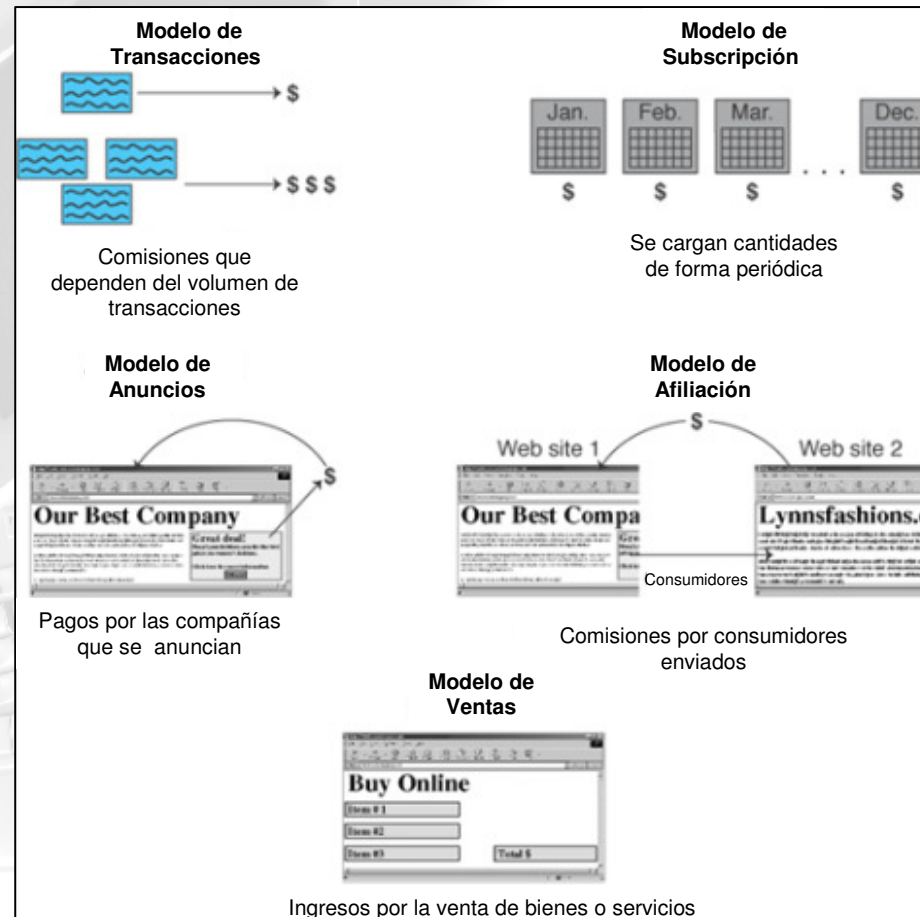 Modelo de
Transacciones
$
$ $ $
Comisiones que
dependen del volumen de
transacciones
Modelo de
Subscripción
Jan.
Feb.
Mar.
Dec.
. . .
$
$
$
$
Se cargan cantidades
de forma periódica
Modelo de
Anuncios
$
Our Best Company
Great deal!
Pagos por las compañías
que se anuncian
Modelo de
Afiliación
$
Web site 1
Web site 2
Our Best Compa
Lynnsfashions.
Consumidores
Comisiones por consumidores
enviados
Modelo de
Ventas
Buy Online
Item # 1
Item #2
Item #3
Total $
Ingresos por la venta de bienes o servicios